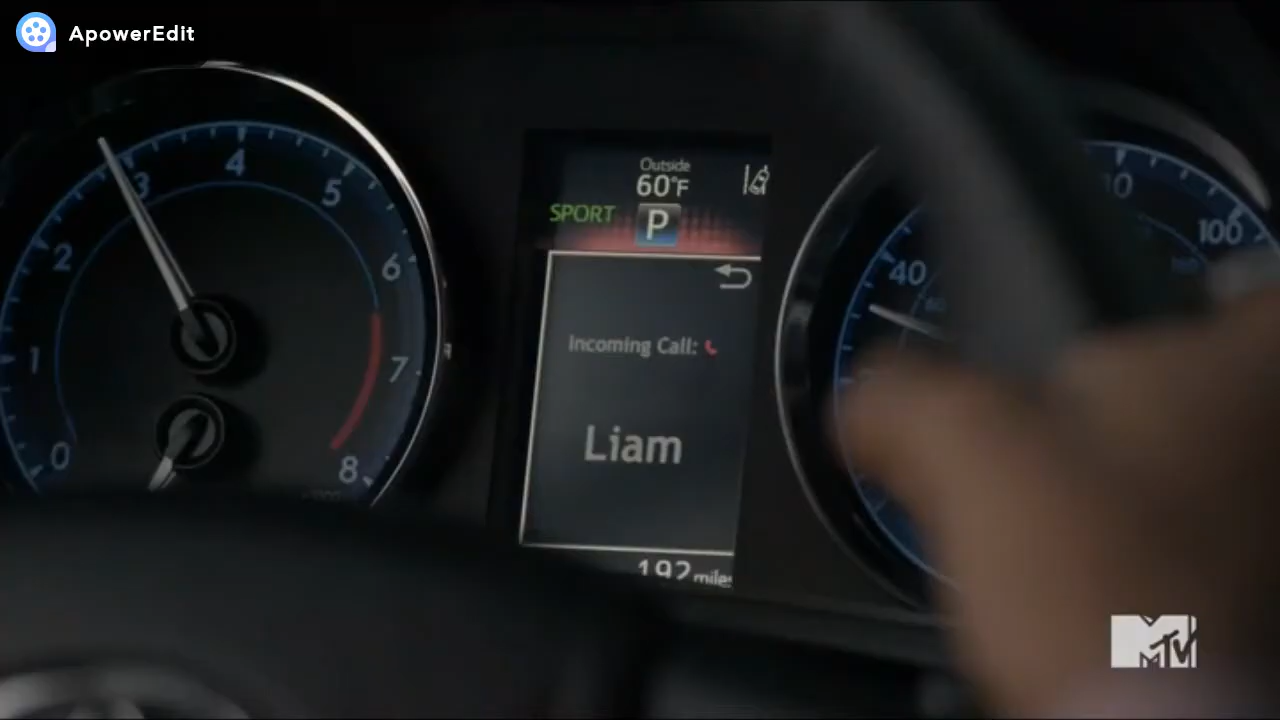 ApowerEdit
0 1 2 3 4 5 6 7 8
Outside
60°F
SPORT
P
Incoming Call:
Liam
192 miles
40
100
MTV